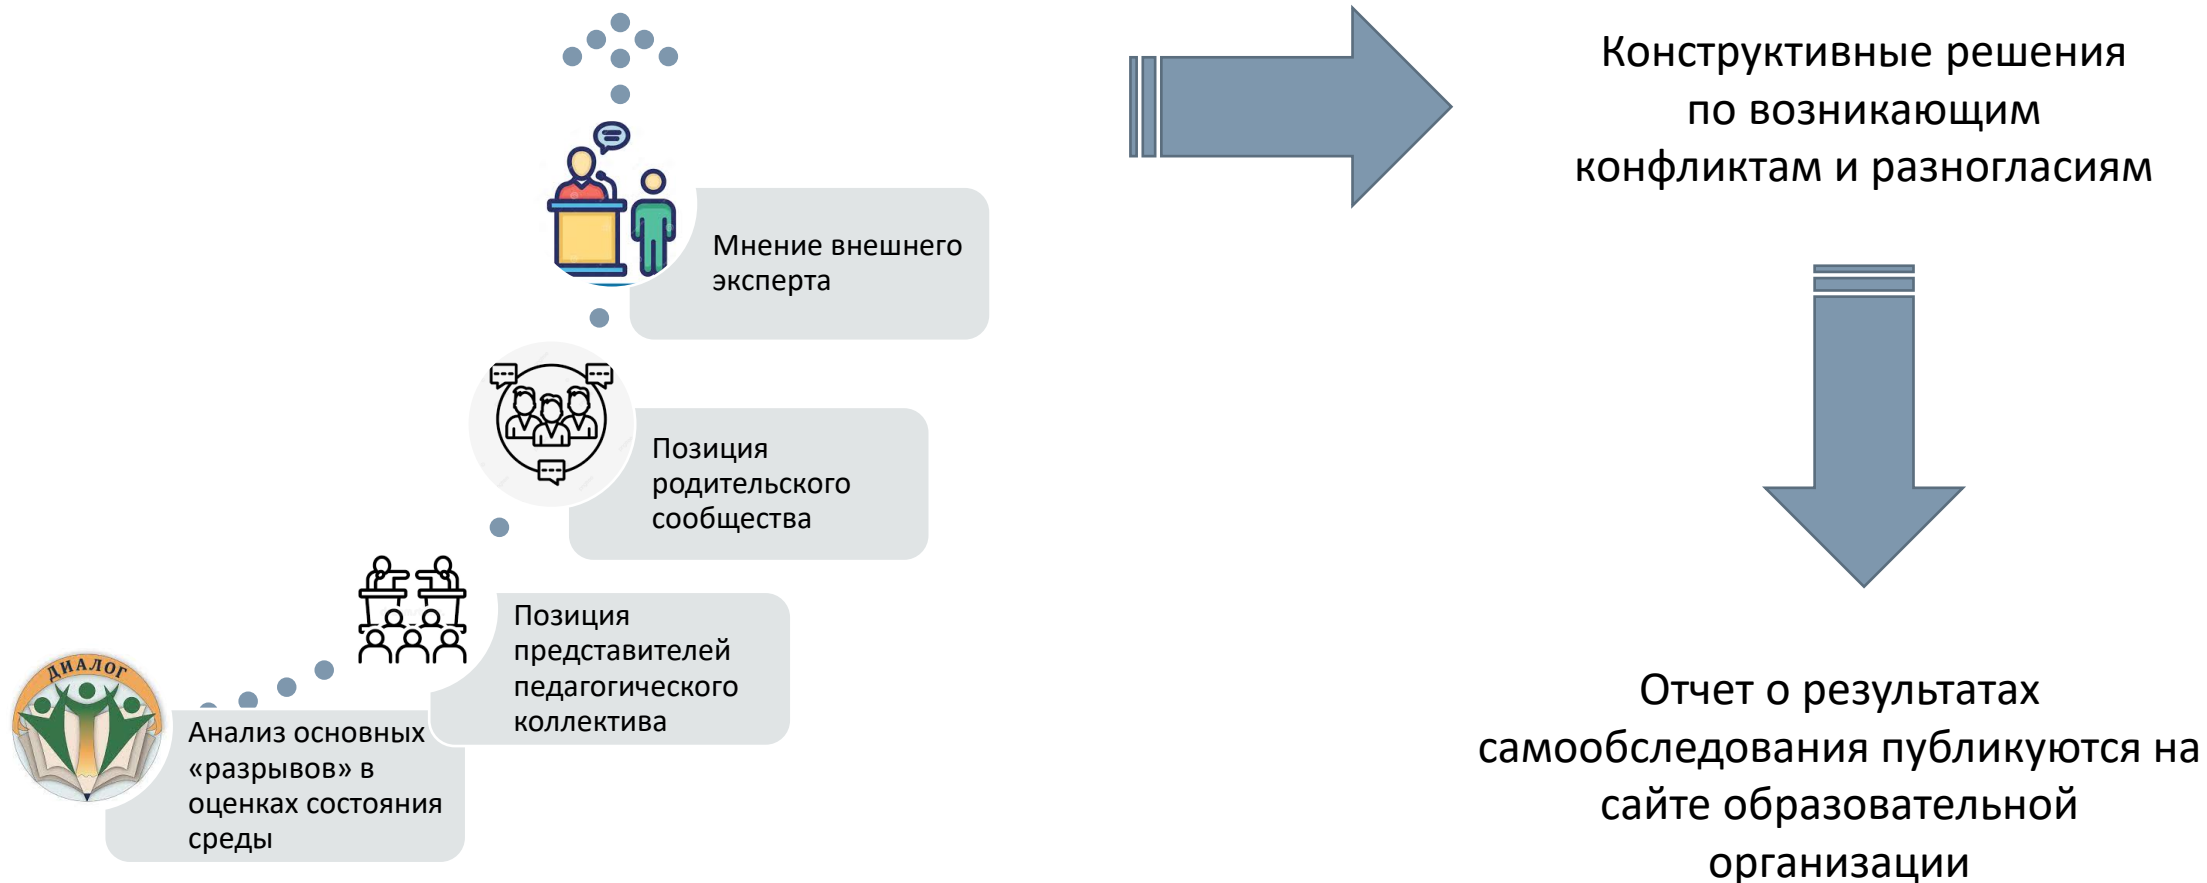 Конструктивные решения
по возникающим
конфликтам и разногласиям
Мнение внешнего
эксперта
Позиция
родительского
сообщества
Позиция
представителей
педагогического
коллектива
ДИАЛОГ
Анализ основных
«разрывов» в
оценках состояния
среды
Отчет о результатах
самообследования публикуются на
сайте образовательной
организации